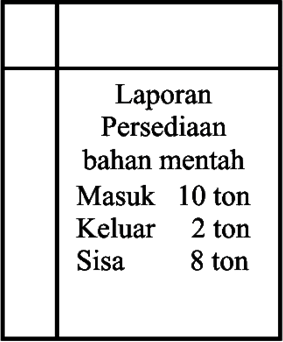 Laporan
Persediaan
bahan mentah
Masuk 10 ton
Keluar 2 ton
Sisa 8 ton